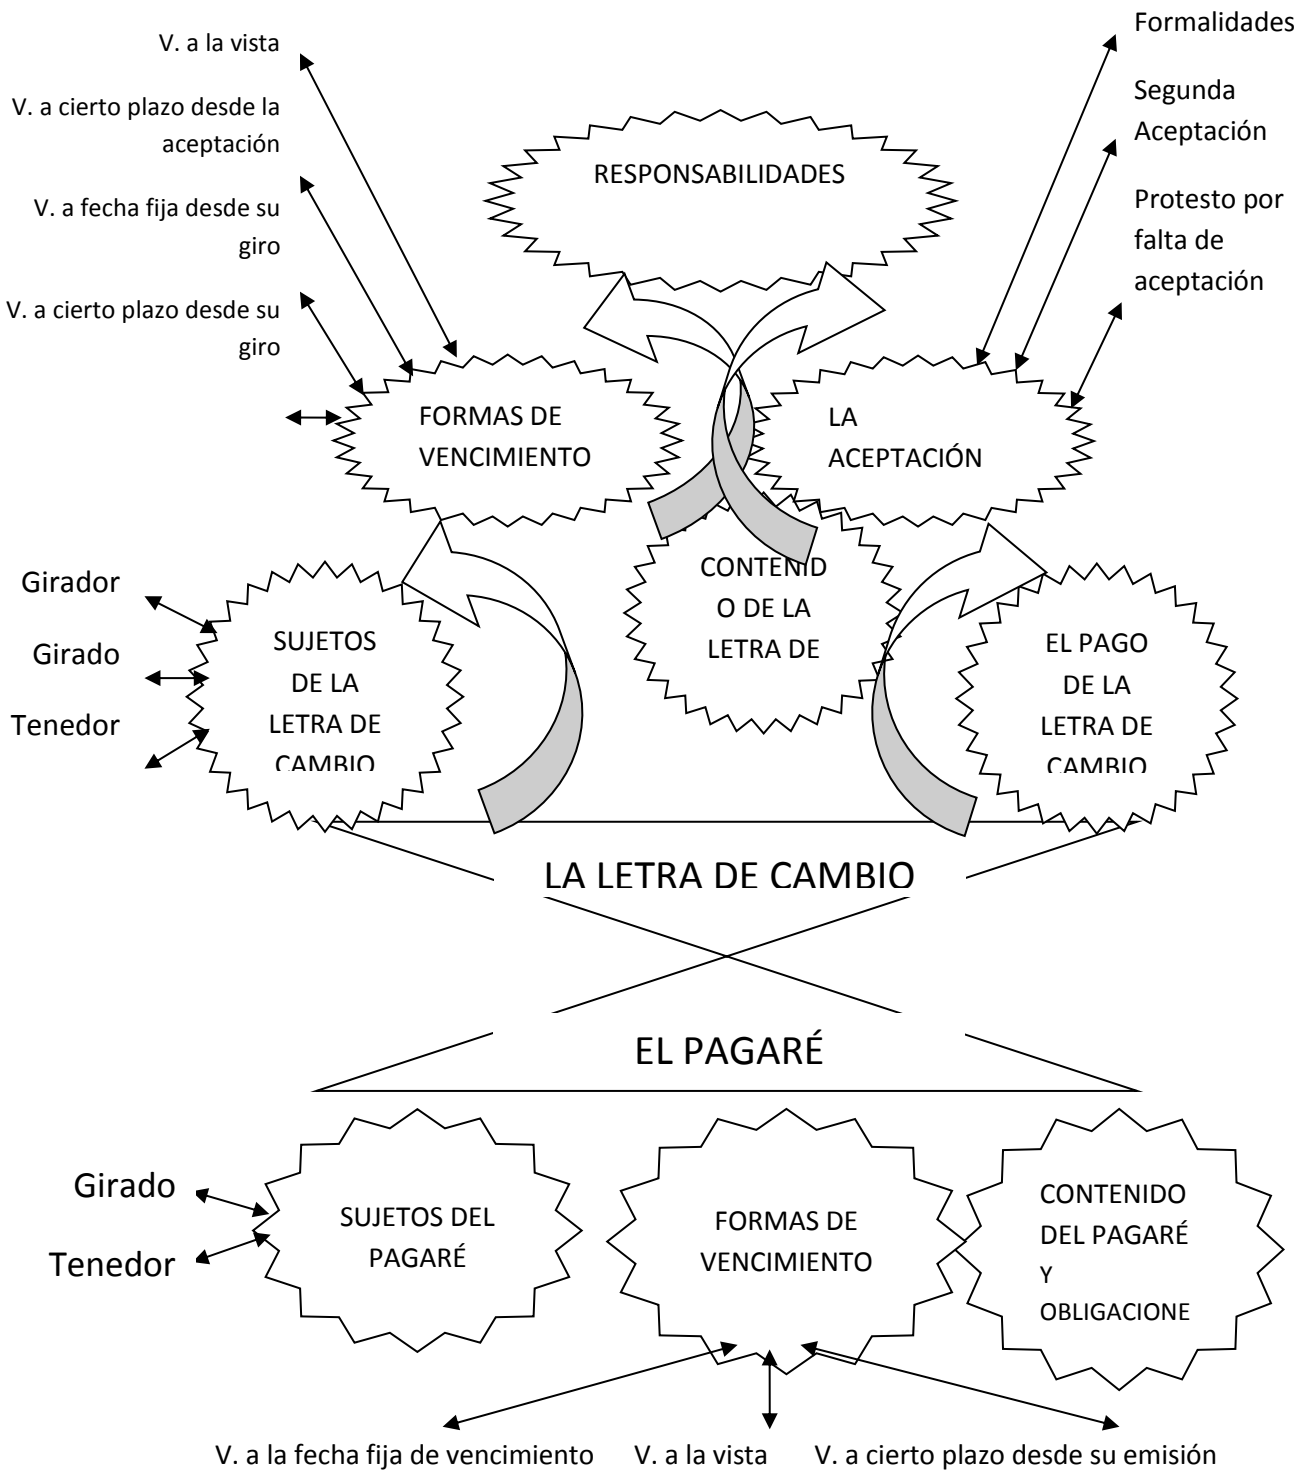 V. a la vista
V. a cierto plazo desde la
aceptación
V. a fecha fija desde su
giro
V. a cierto plazo desde su
giro
Formalidades
Segunda
Aceptación
Protesto por
falta de
aceptación
RESPONSABILIDADES
FORMAS DE
VENCIMIENTO
LA
ACEPTACIÓN
Girador
Girado
Tenedor
SUJETOS
DE LA
LETRA DE
CAMBIO
CONTENID
O DE LA
LETRA DE
EL PAGO
DE LA
LETRA DE
CAMBIO
LA LETRA DE CAMBIO
EL PAGARÉ
Girado
Tenedor
SUJETOS DEL
PAGARÉ
FORMAS DE
VENCIMIENTO
CONTENIDO
DEL PAGARÉ
Y
OBLIGACIONE
V. a la fecha fija de vencimiento
V. a la vista
V. a cierto plazo desde su emisión